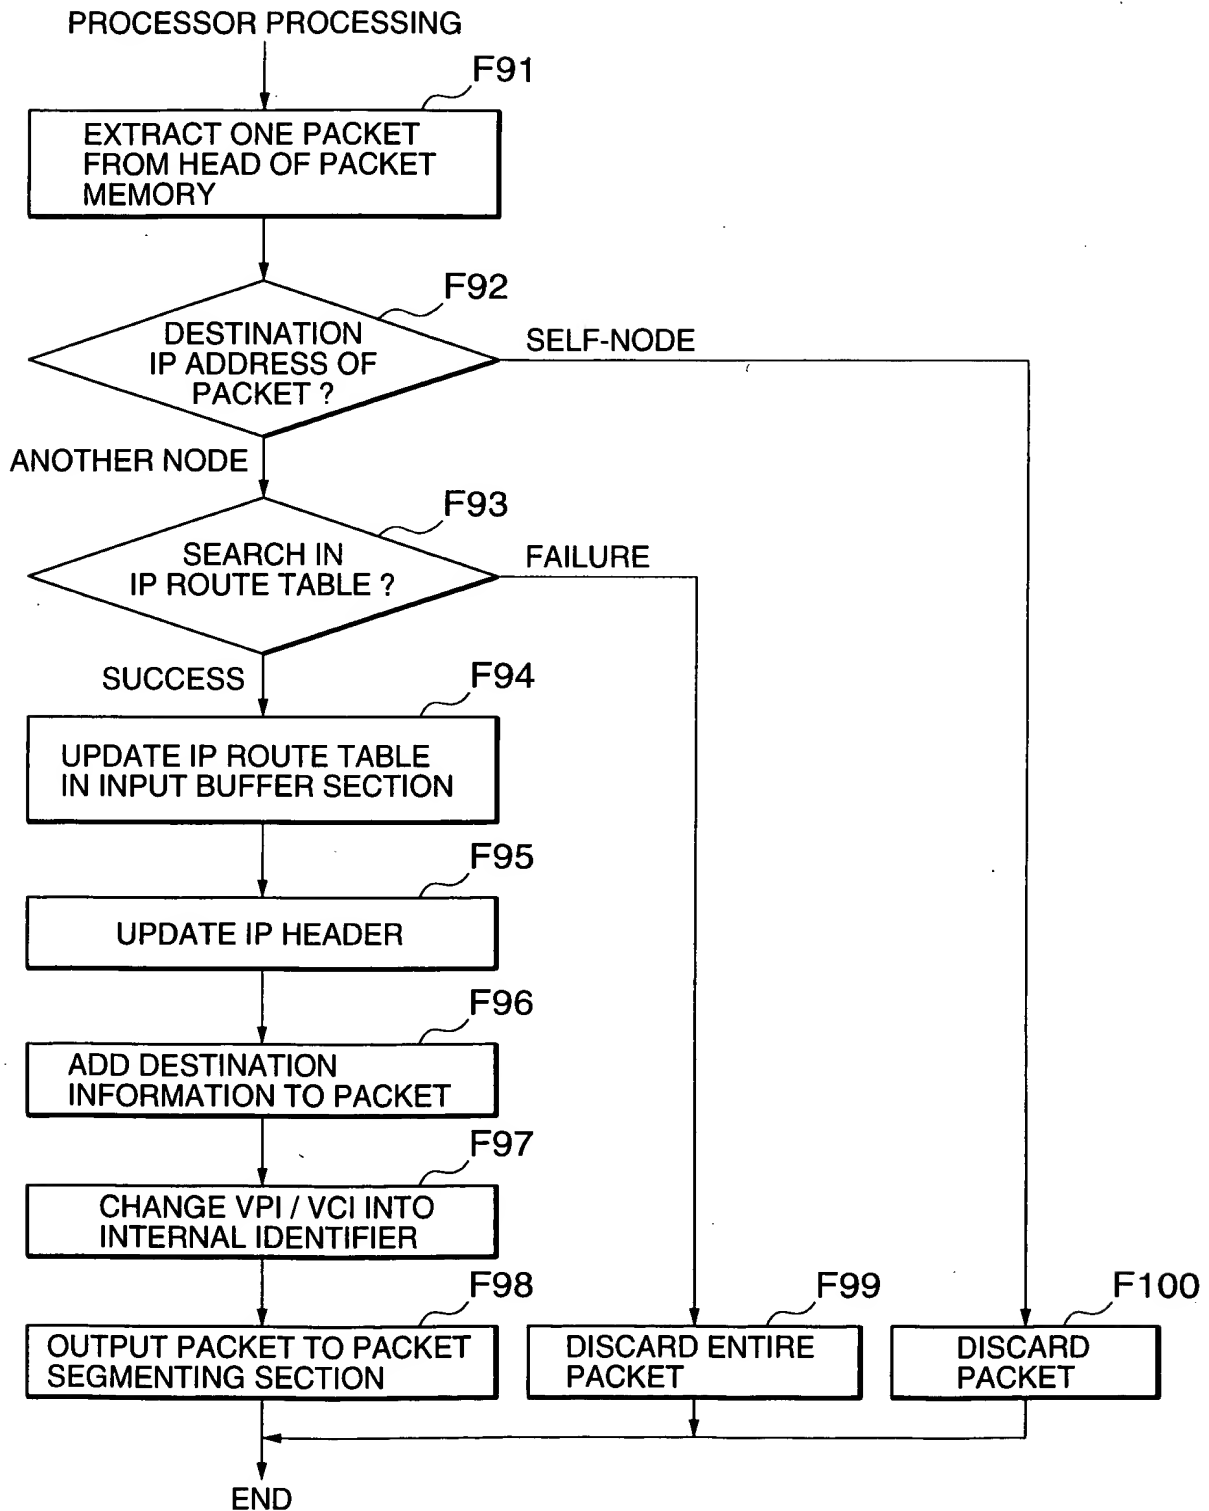 PROCESSOR PROCESSING
F91
EXTRACT ONE PACKET
FROM HEAD OF PACKET
MEMORY
F92
DESTINATION
IP ADDRESS OF
PACKET ?
SELF-NODE
ANOTHER NODE
F93
SEARCH IN
IP ROUTE TABLE ?
FAILURE
SUCCESS
F94
UPDATE IP ROUTE TABLE
IN INPUT BUFFER SECTION
F95
UPDATE IP HEADER
F96
ADD DESTINATION
INFORMATION TO PACKET
F97
CHANGE VPI / VCI INTO
INTERNAL IDENTIFIER
F98
OUTPUT PACKET TO PACKET
SEGMENTING SECTION
F99
DISCARD ENTIRE
PACKET
F100
DISCARD
PACKET
END